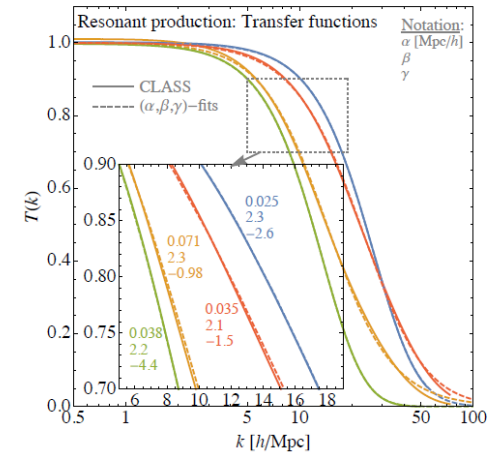 Resonant production: Transfer functions
Notation:
α [Mpc/h]
β
γ
CLASS
(α,β,γ)−fits
1.0
0.9
0.8
0.6
0.4
0.2
0.0
T(k)
0.90
0.85
0.80
0.75
0.70
0.025
2.3
−2.6
0.071
2.3
−0.98
0.035
2.1
−1.5
0.038
2.2
−4.4
6 8 10 12 14 16 18
0.5 1 5 10 50 100
k [h/Mpc]